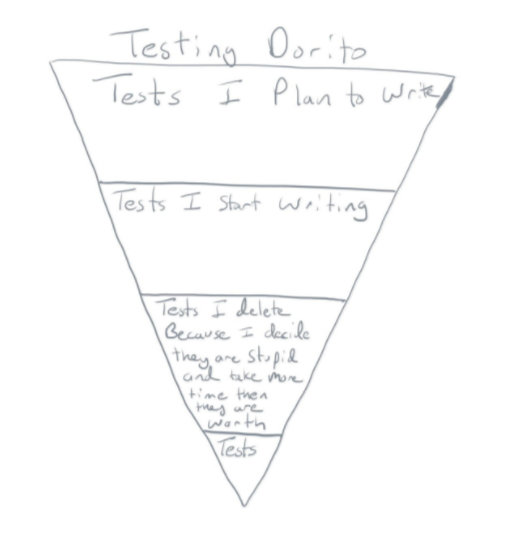 Testing Dorito
Tests I Plan to Write
Tests I Start Writing
Tests I delete
Because I decide
they are stupid
and take more
time then
they are
worth
Tests